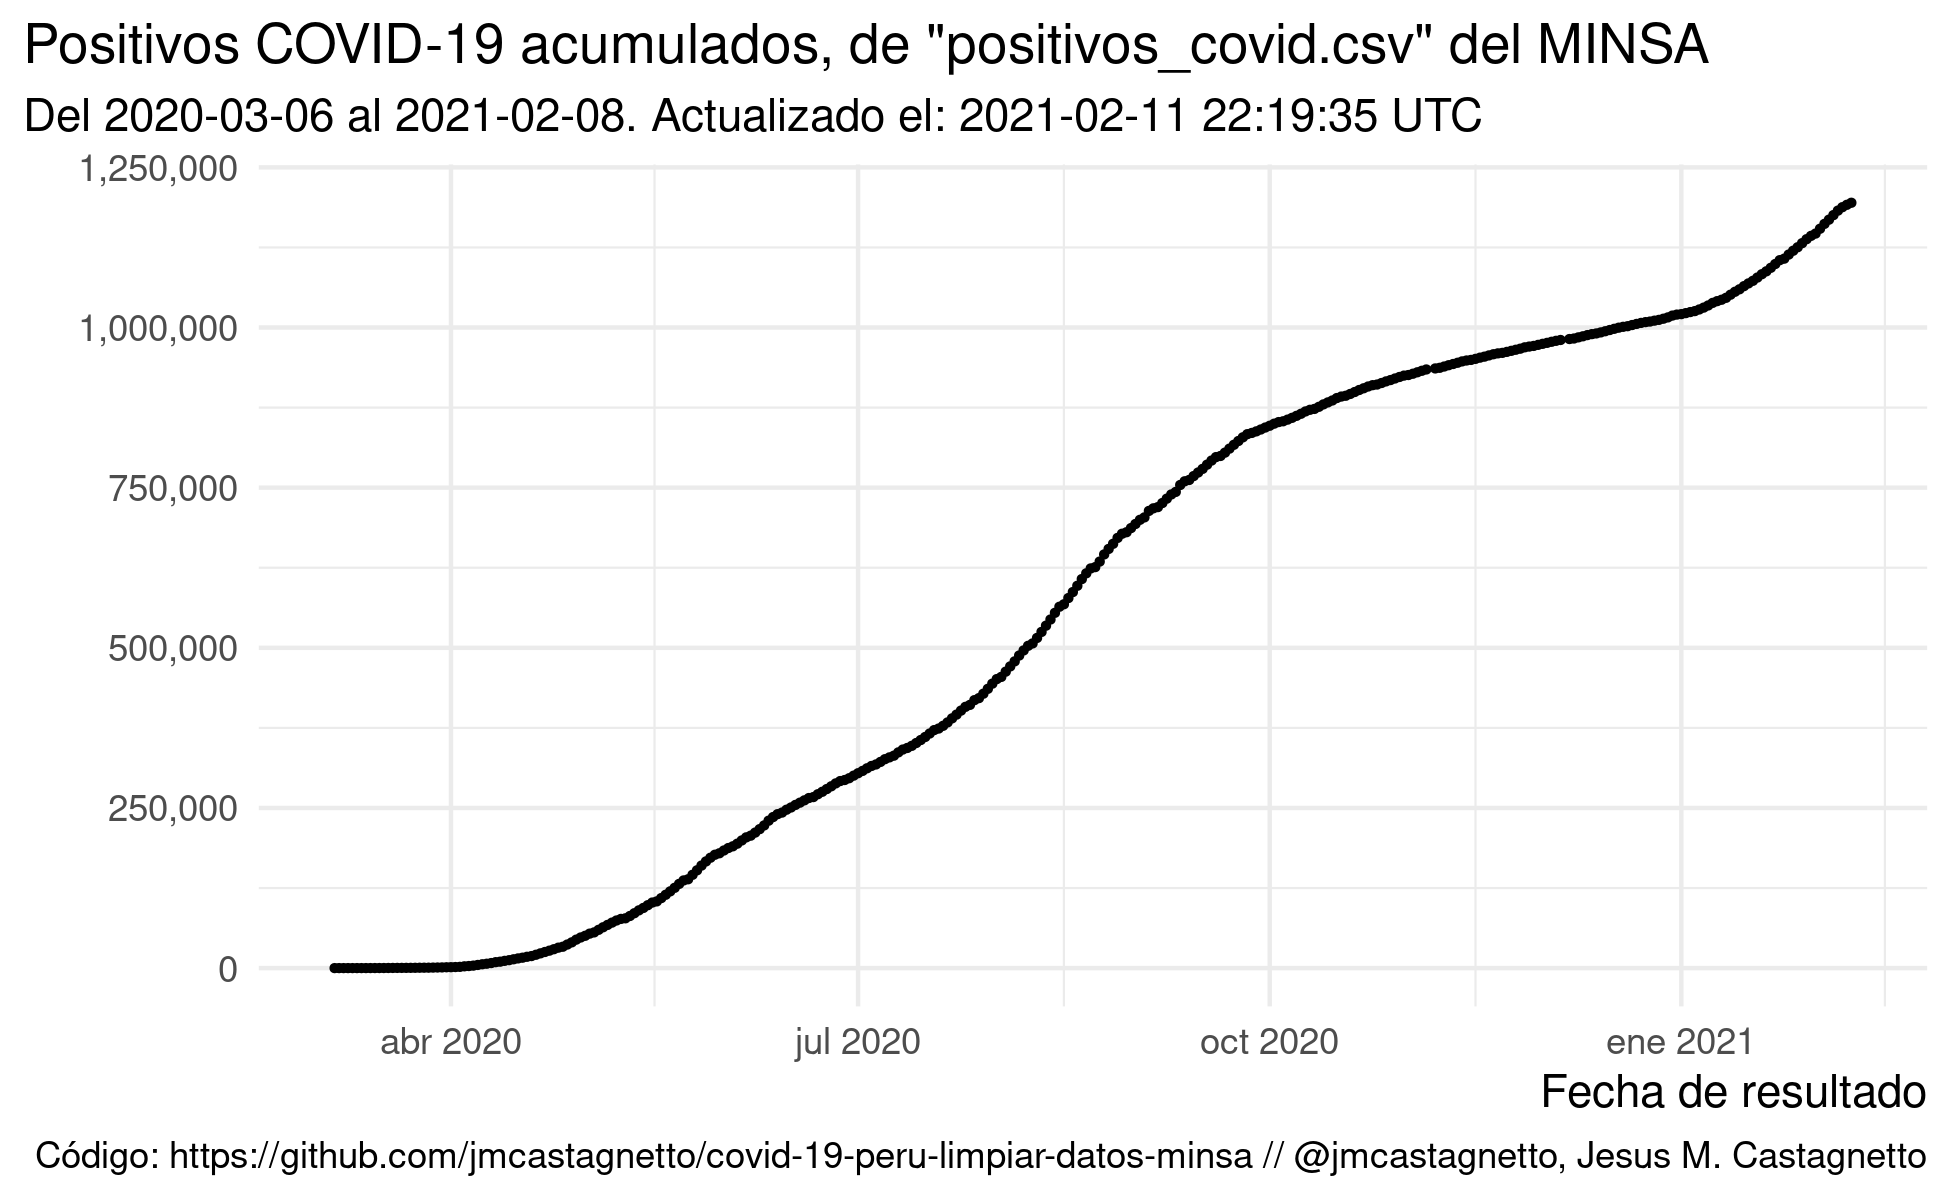 Positivos COVID-19 acumulados, de "positivos_covid.csv" del MINSA
Del 2020-03-06 al 2021-02-08. Actualizado el: 2021-02-11 22:19:35 UTC
1,250,000
1,000,000
750,000
500,000
250,000
0
abr 2020 jul 2020 oct 2020 ene 2021
Fecha de resultado
Código: https://github.com/jmcastagnetto/covid-19-peru-limpiar-datos-minsa // @jmcastagnetto, Jesus M. Castagnetto